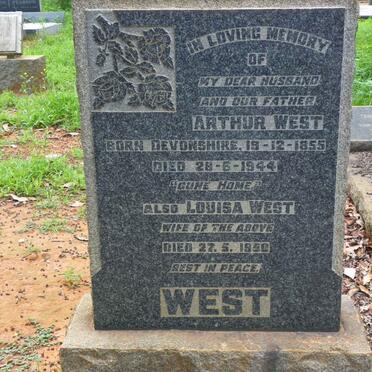 IN LOVING MEMORY
OF
MY DEAR HUSBAND
AND OUR FATHER
ARTHUR WEST
BORN DEVONSHIRE, 19-12-1855
DIED 28-6-1944
"GONE HOME"
ALSO LOUISA WEST
WIFE OF THE ABOVE
DIED 27.5.1950
REST IN PEACE.
WEST